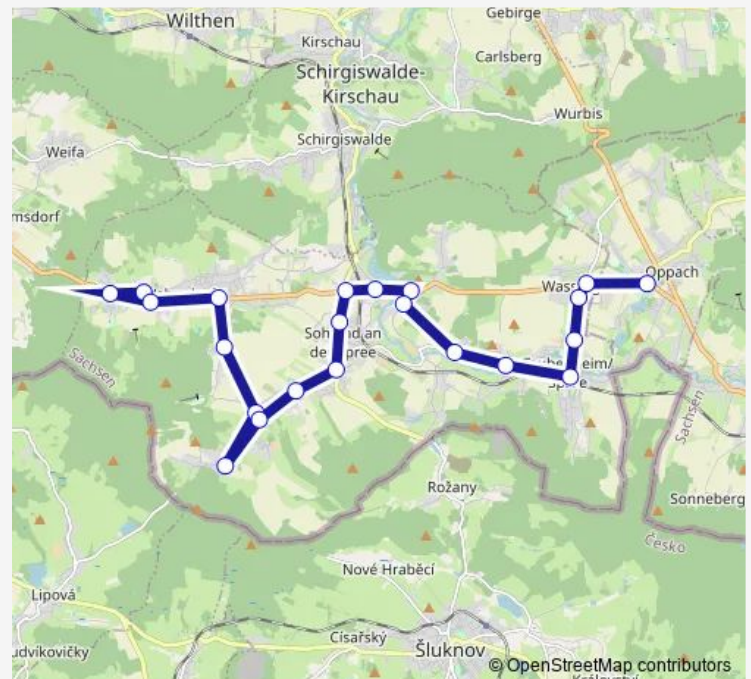 Gebirge
Wilthen
Kirschau
Carlsberg
Schirgiswalde-
Kirschau
Wurbis
Schirgiswalde
Weifa
msdorf
Oppach
Sachsen
Sachsen
Sonneberg
Rožany
Česko
Nové Hraběcí
Lipová
Císařský
Šluknov
udvíkovičky
© OpenStreetMap contributors